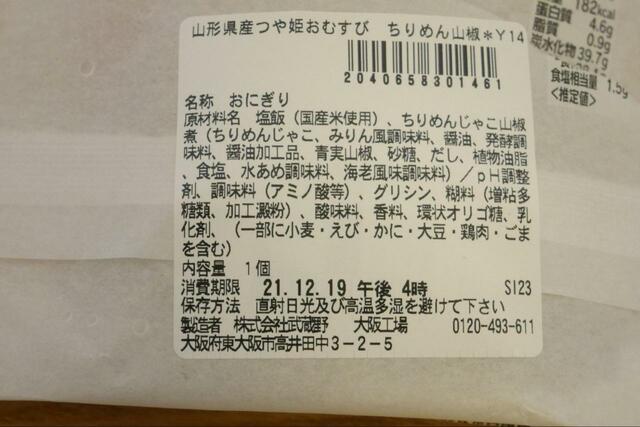 山形県産つや姫おむすび ちりめん山椒*Y14
2040658301461
名称 おにぎり
原材料名 塩飯(国産米使用)、ちりめんじゃこ山椒
煮(ちりめんじゃこ、みりん風調味料、醤油、発酵調
味料、醤油加工品、青実山椒、砂糖、だし、植物油脂
、食塩、水あめ調味料、海老風味調味料)/pH調整
剤、調味料(アミノ酸等)、グリシン、糊料(増粘多
糖類、加工澱粉)、酸味料、香料、環状オリゴ糖、乳
化剤、(一部に小麦・えび・かに・大豆・鶏肉・ごま
を含む)
内容量 1個
消費期限 21.12.19 午後 4時 SI23
保存方法 直射日光及び高温多湿を避けて下さい
製造者 株式会社武蔵野 大阪工場 0120-493-611
大阪府東大阪市高井田中3-2-5
182kcal
蛋白質 4.6g
脂質 0.9g
炭水化物 39.7g
食塩相当量 1.5g
<推定値>